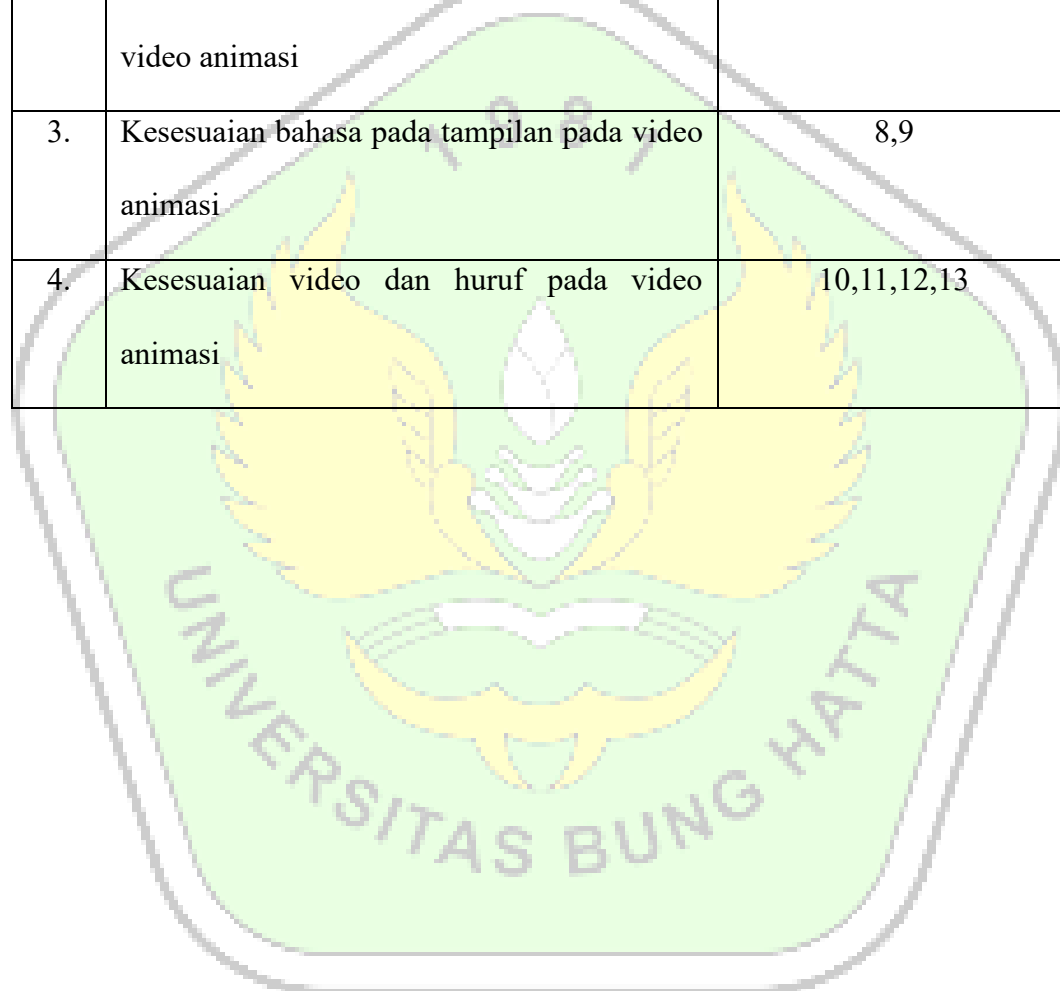 video animasi
1981
3. Kesesuaian bahasa pada tampilan pada video 8,9
animasi
4. Kesesuaian video dan huruf pada video 10,11,12,13
animasi
UNIVERSITAS BUNG HATTA